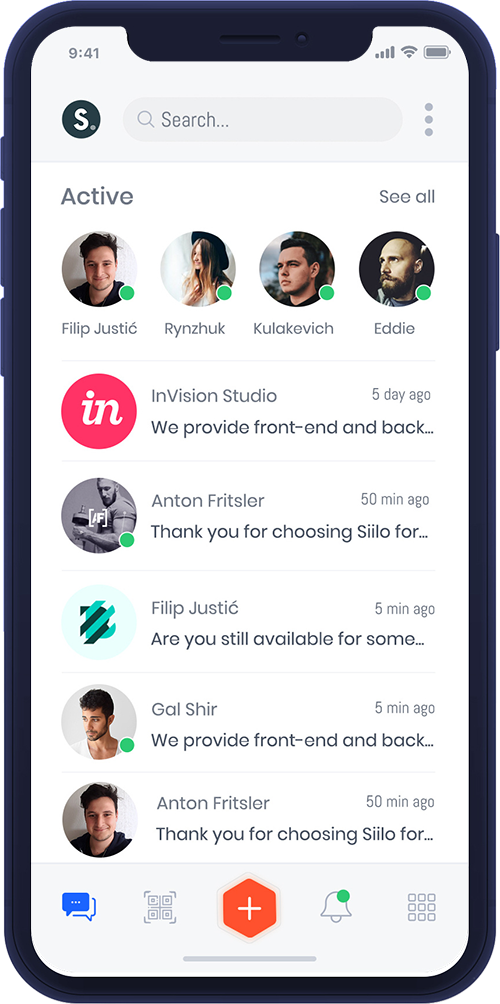 9:41
S.
Search...
Active
See all
Filip Justić
Rynzhuk
Kulakevich
Eddie
in
InVision Studio
5 day ago
We provide front-end and back...
[/F]
Anton Fritsler
50 min ago
Thank you for choosing Siilo for...
Filip Justić
5 min ago
Are you still available for some...
Gal Shir
5 min ago
We provide front-end and back...
Anton Fritsler
50 min ago
Thank you for choosing Siilo for...